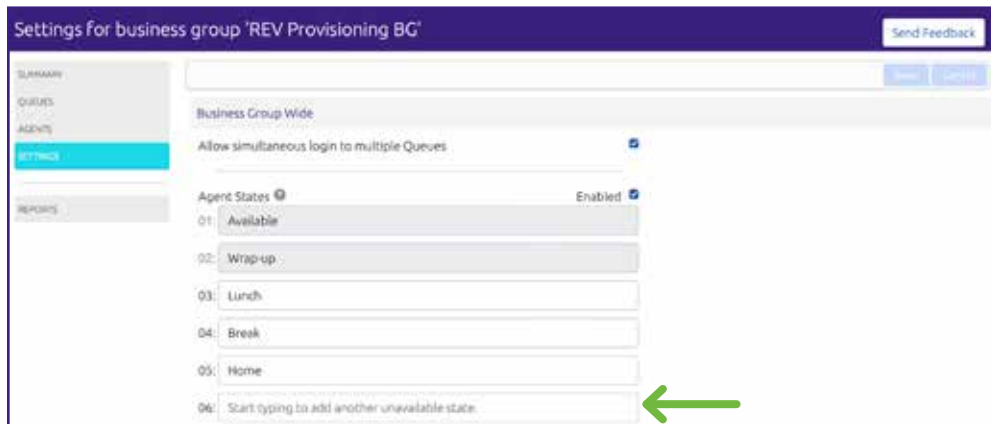 Settings for business group 'REV Provisioning BG'
Send Feedback
SUMMARY
QUEUES
AGENTS
SETTINGS
REPORTS
Save Cancel
Business Group Wide
Allow simultaneous login to multiple Queues
Agent States
Enabled
01: Available
02: Wrap-up
03: Lunch
04: Break
05: Home
06: Start typing to add another unavailable state.